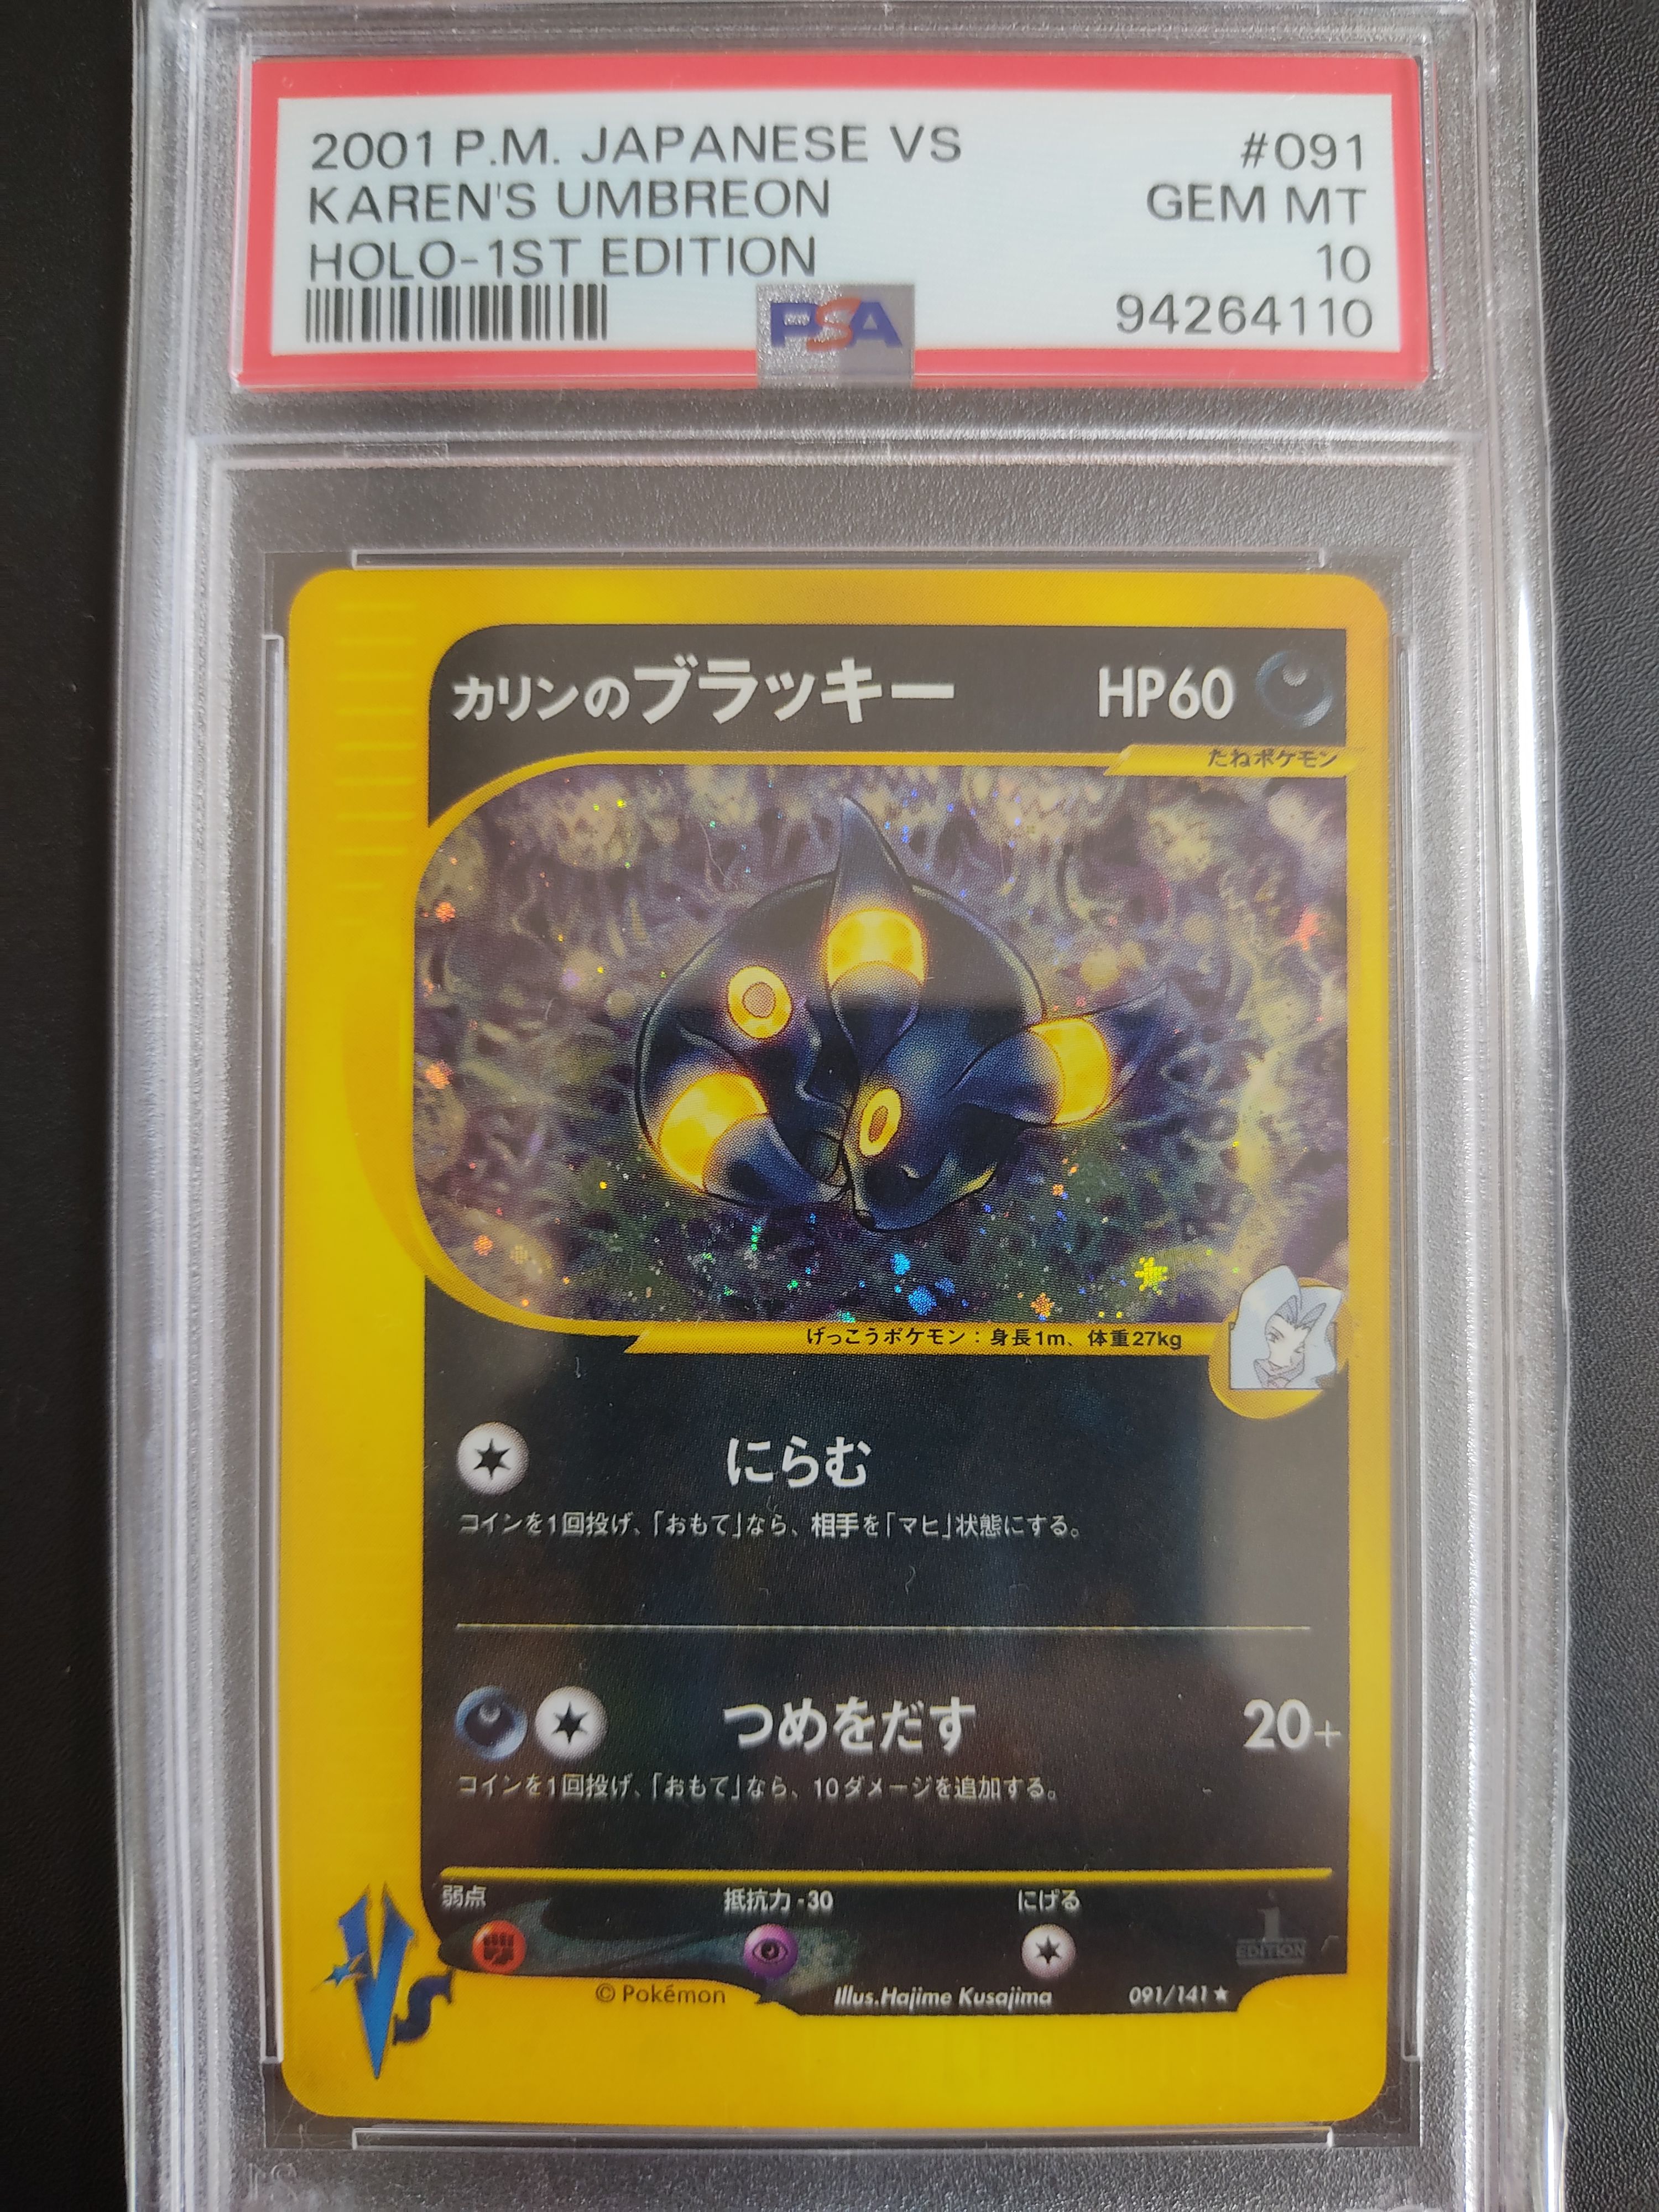 2001 P.M. JAPANESE VS #091
KAREN'S UMBREON GEM MT
HOLO-1ST EDITION 10
94264110
PSA
カリンのブラッキー HP60
たねポケモン
げっこうポケモン：身長1m、体重27kg
にらむ
コインを1回投げ、「おもて」なら、相手を「マヒ」状態にする。
つめをだす 20+
コインを1回投げ、「おもて」なら、10ダメージを追加する。
弱点 抵抗力-30 にげる
1
EDITION
© Pokémon Illus.Hajime Kusajima 091/141 ★
VS